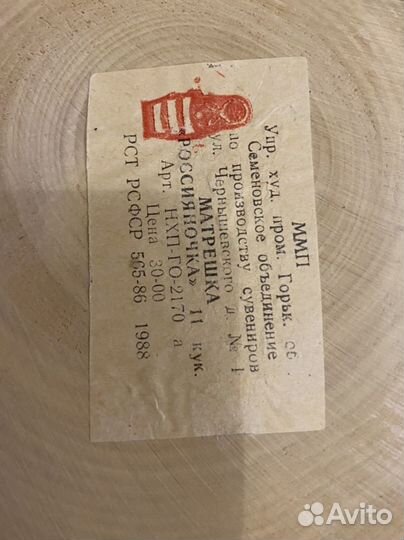 ММП
Упр. худ. пром. Горьк. об
Семеновское объединение
по производству сувениров
ул. Чернышевского д. № 1
МАТРЕШКА
«РОССИЯНОЧКА» 11 кук.
Арт. НХП-ГО-2170 а
Цена 30-00
РСТ РСФСР 565-86 1988
Avito